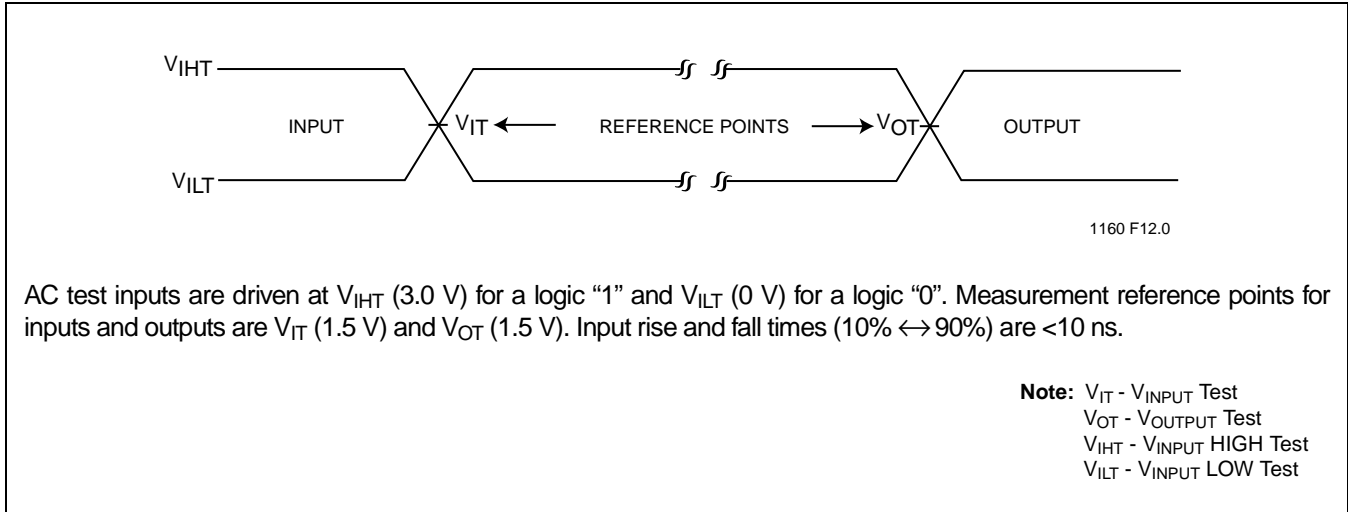 VIHT
INPUT VIT REFERENCE POINTS VOT OUTPUT
VILT
1160 F12.0
AC test inputs are driven at VIHT (3.0 V) for a logic “1” and VILT (0 V) for a logic “0”. Measurement reference points for
inputs and outputs are VIT (1.5 V) and VOT (1.5 V). Input rise and fall times (10% ↔ 90%) are <10 ns.
Note: VIT - VINPUT Test
VOT - VOUTPUT Test
VIHT - VINPUT HIGH Test
VILT - VINPUT LOW Test